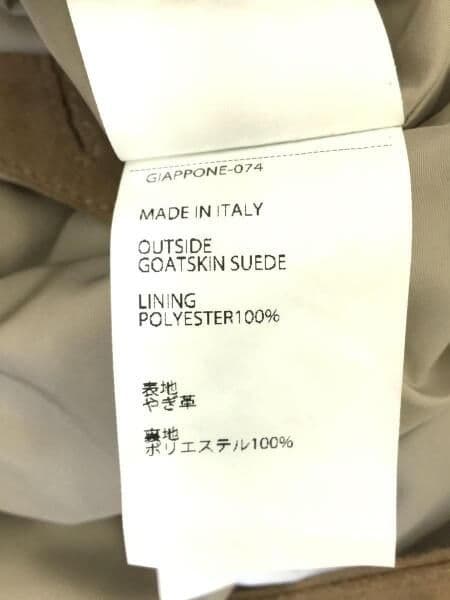 GIAPPONE-074
MADE IN ITALY
OUTSIDE
GOATSKIN SUEDE
LINING
POLYESTER100%
表地
やぎ革
裏地
ポリエステル100%